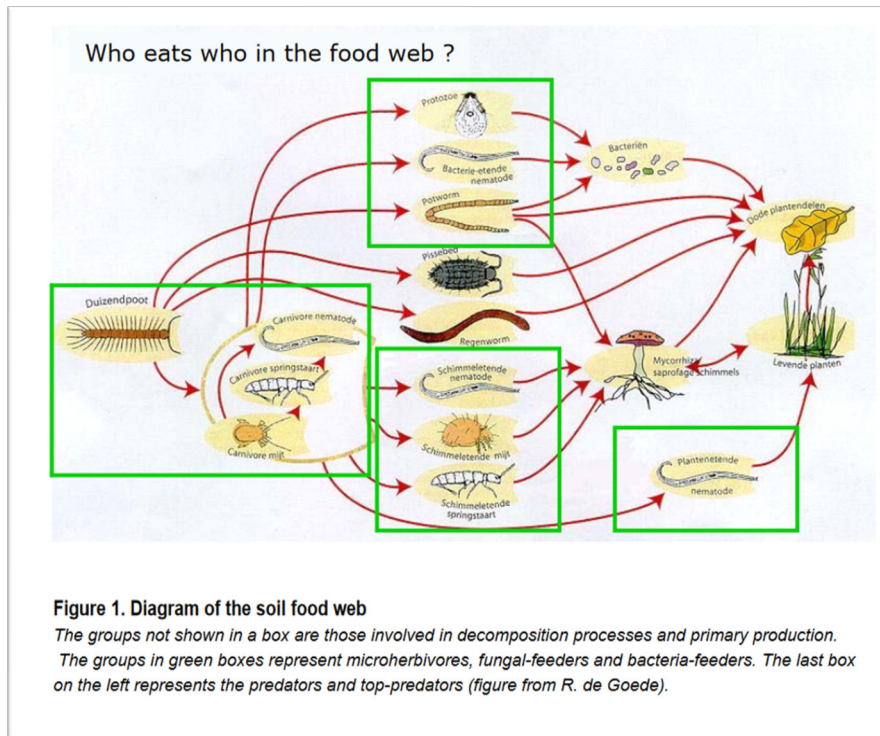 Who eats who in the food web ?
Protozoe
Bacteriën
Bacterie-etende
nematode
Potworm
Dode plantendelen
Pissebed
Duizendpoot
Carnivore nematode
Regenworm
Carnivore springstaart
Schimmeletende
nematode
Mycorrhiza/
saprofage schimmels
Levende planten
Carnivore mijt
Schimmeletende mijt
Plantenetende
nematode
Schimmeletende
springstaart
Figure 1. Diagram of the soil food web
The groups not shown in a box are those involved in decomposition processes and primary production.
The groups in green boxes represent microherbivores, fungal-feeders and bacteria-feeders. The last box
on the left represents the predators and top-predators (figure from R. de Goede).